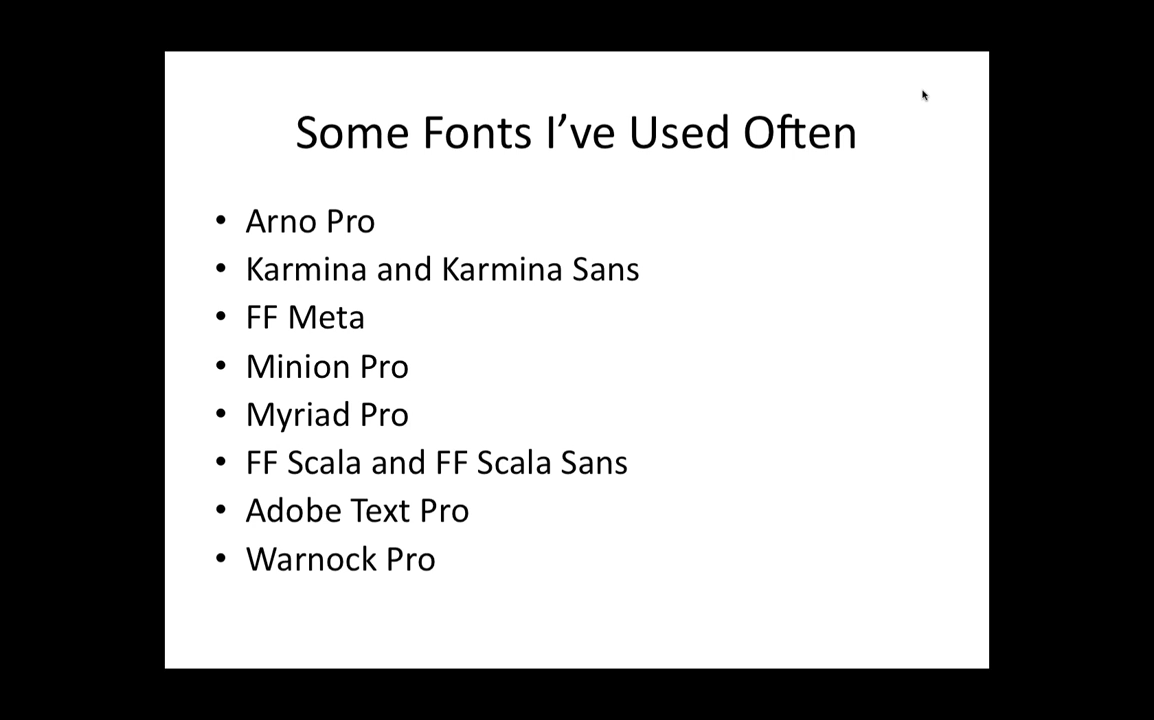 Some Fonts I’ve Used Often
• Arno Pro
• Karmina and Karmina Sans
• FF Meta
• Minion Pro
• Myriad Pro
• FF Scala and FF Scala Sans
• Adobe Text Pro
• Warnock Pro